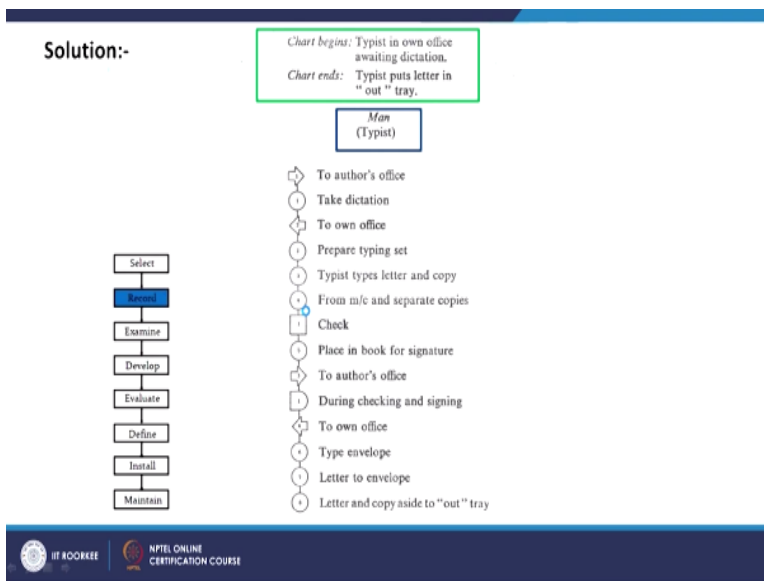 Solution:-
Chart begins: Typist in own office
awaiting dictation.
Chart ends: Typist puts letter in
" out " tray.
Man
(Typist)
To author's office
Take dictation
To own office
Prepare typing set
Typist types letter and copy
From m/c and separate copies
Check
Place in book for signature
To author's office
During checking and signing
To own office
Type envelope
Letter to envelope
Letter and copy aside to "out" tray
Select
Record
Examine
Develop
Evaluate
Define
Install
Maintain
IIT ROORKEE
NPTEL ONLINE
CERTIFICATION COURSE